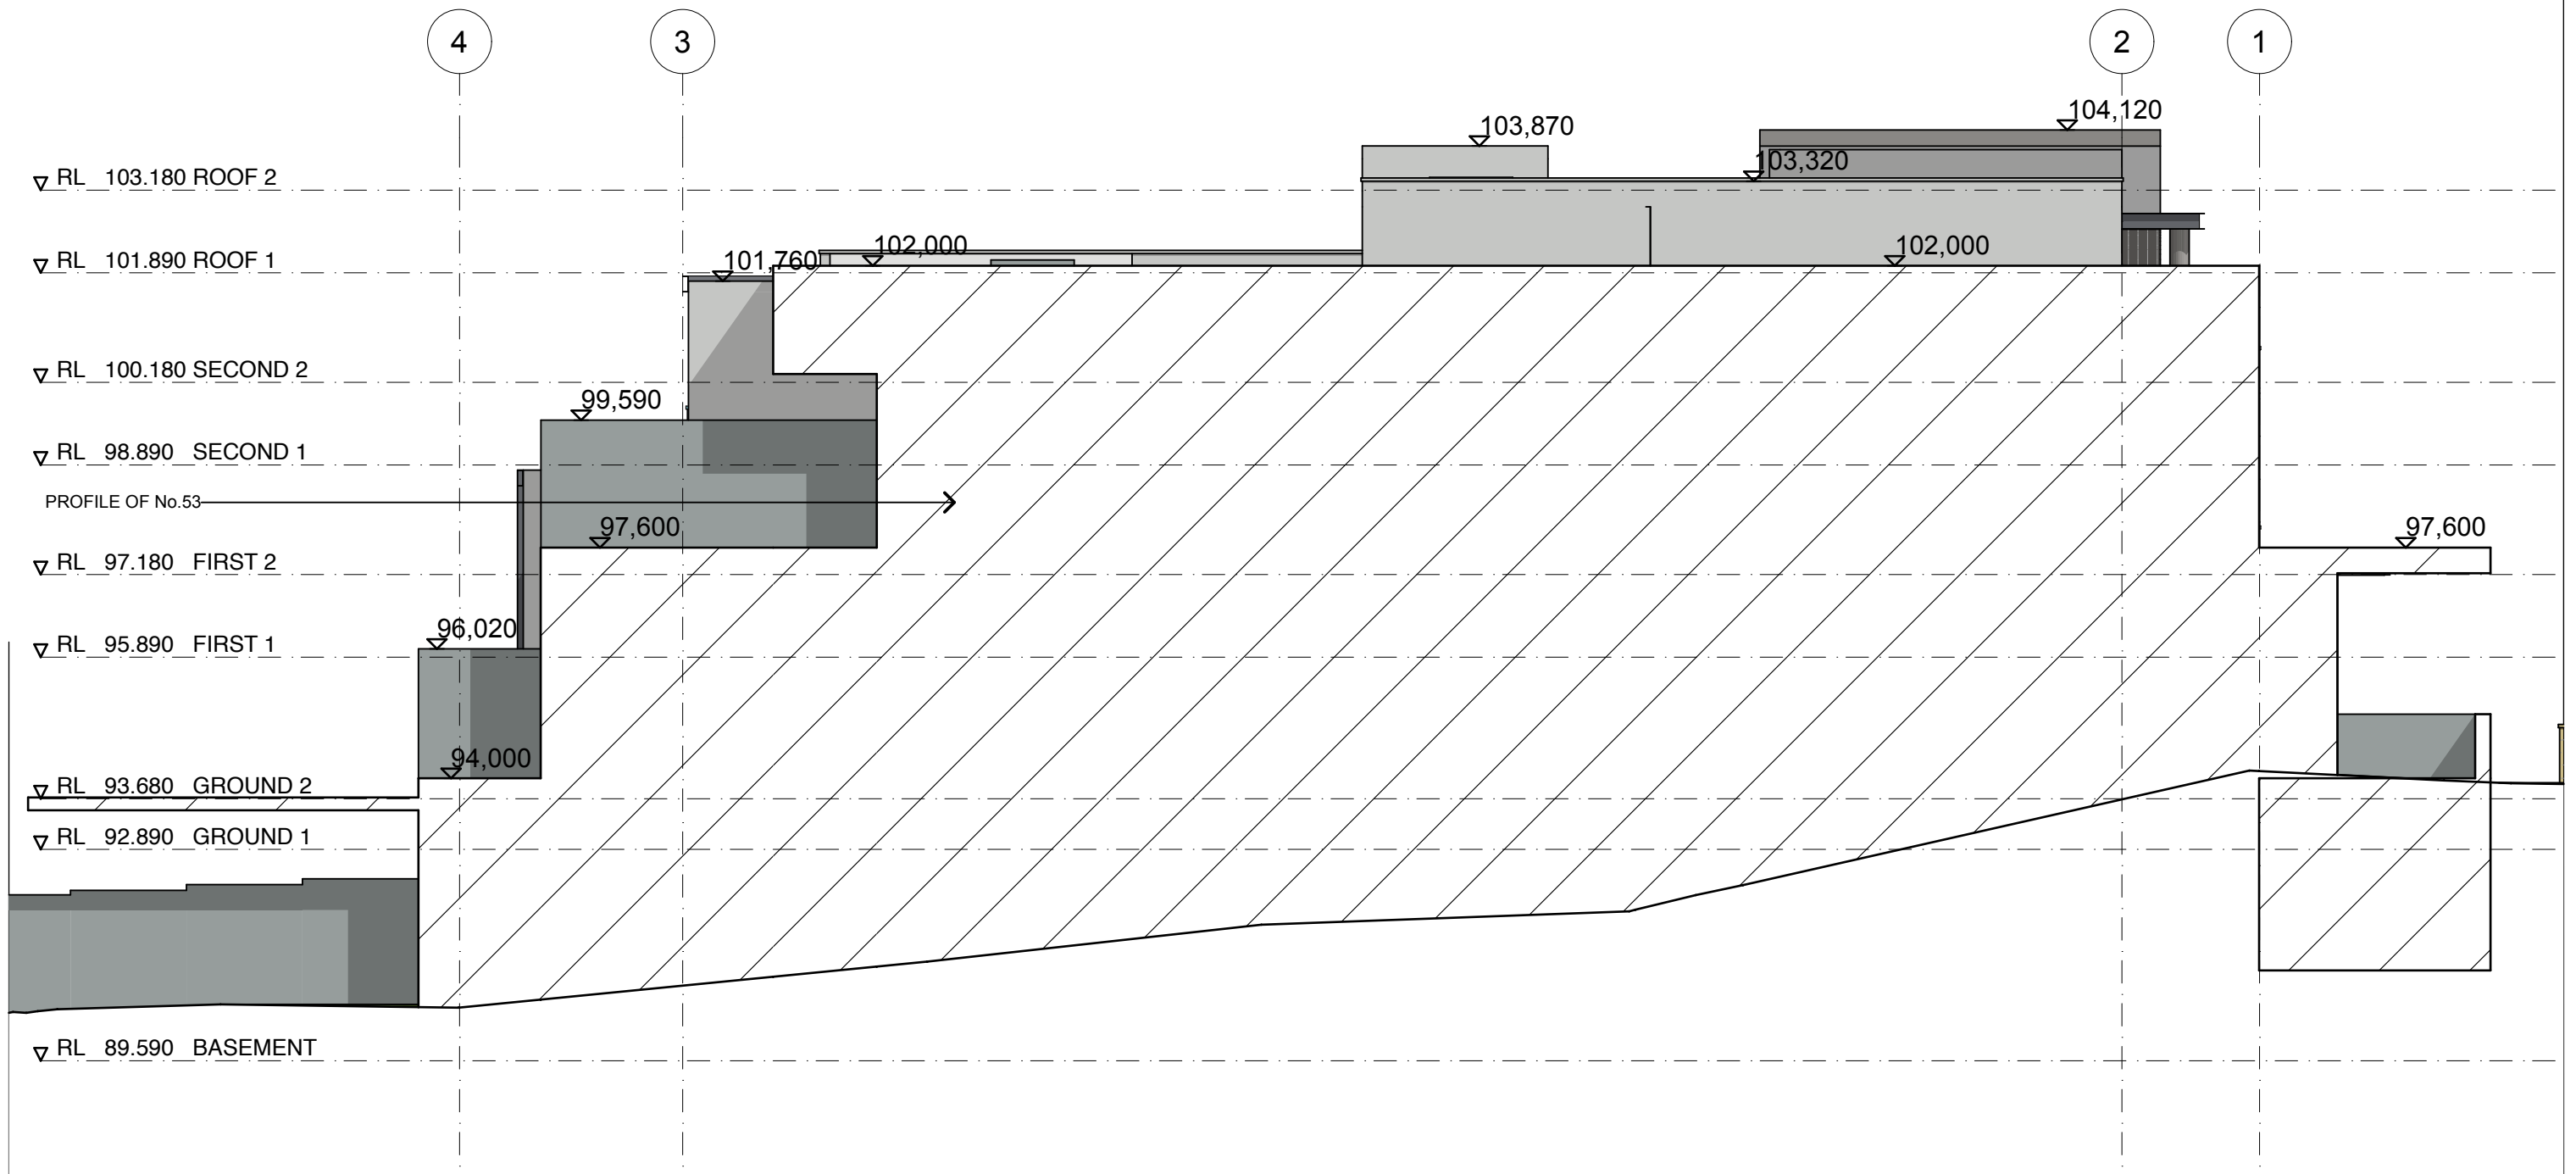 4
3
2
1
104,120
103,870
103,320
RL 103.180 ROOF 2
102,000
102,000
101,760
RL 101.890 ROOF 1
RL 100.180 SECOND 2
99,590
RL 98.890 SECOND 1
PROFILE OF No.53
97,600
97,600
RL 97.180 FIRST 2
96,020
RL 95.890 FIRST 1
94,000
RL 93.680 GROUND 2
RL 92.890 GROUND 1
RL 89.590 BASEMENT